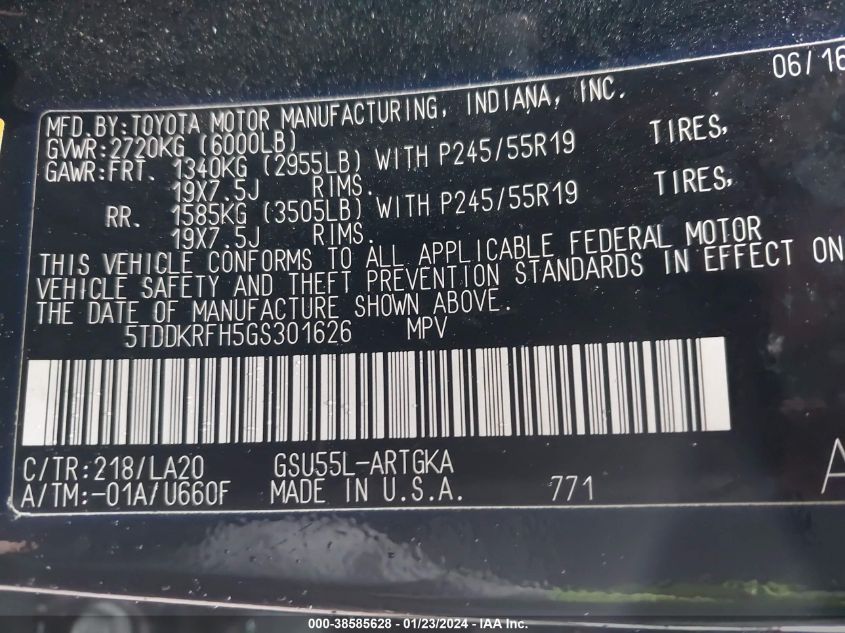 06/16
MFD.BY:TOYOTA MOTOR MANUFACTURING, INDIANA, INC.
GVWR:2720KG (6000LB)
GAWR:FRT. 1340KG (2955LB) WITH P245/55R19 TIRES,
19X7.5J RIMS.
RR. 1585KG (3505LB) WITH P245/55R19 TIRES,
19X7.5J RIMS.
THIS VEHICLE CONFORMS TO ALL APPLICABLE FEDERAL MOTOR
VEHICLE SAFETY AND THEFT PREVENTION STANDARDS IN EFFECT ON
THE DATE OF MANUFACTURE SHOWN ABOVE.
5TDDKRFH5GS301626 MPV
C/TR:218/LA20 GSU55L-ARTGKA
A/TM:-01A/U660F MADE IN U.S.A. 771
A
000-38585628 - 01/23/2024 - IAA Inc.